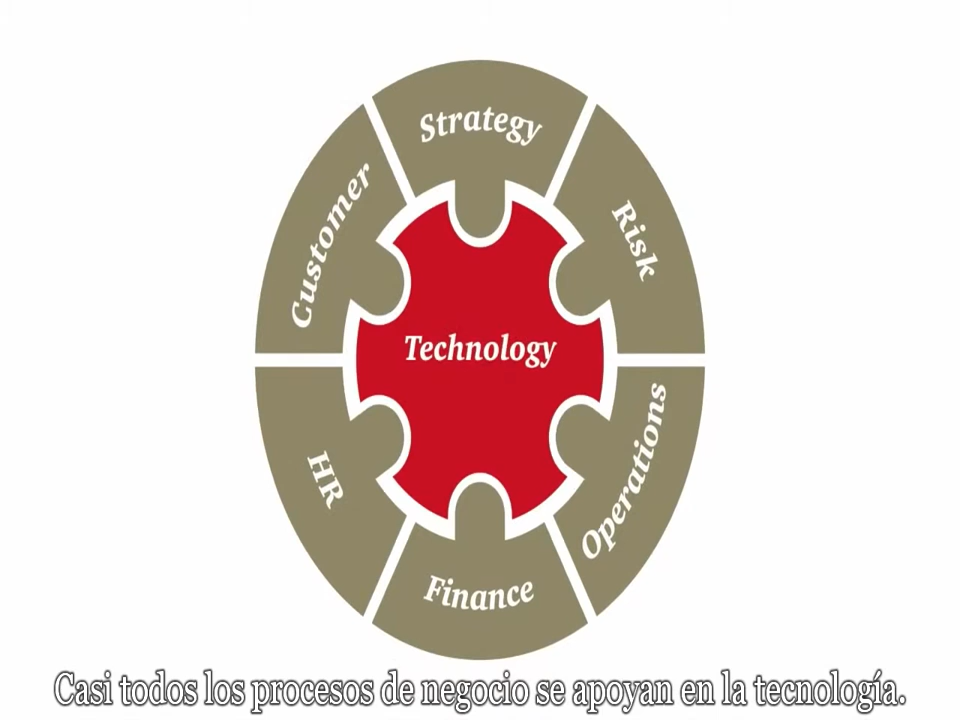 Strategy
Customer
Risk
Technology
HR
Operations
Finance
Casi todos los procesos de negocio se apoyan en la tecnología.